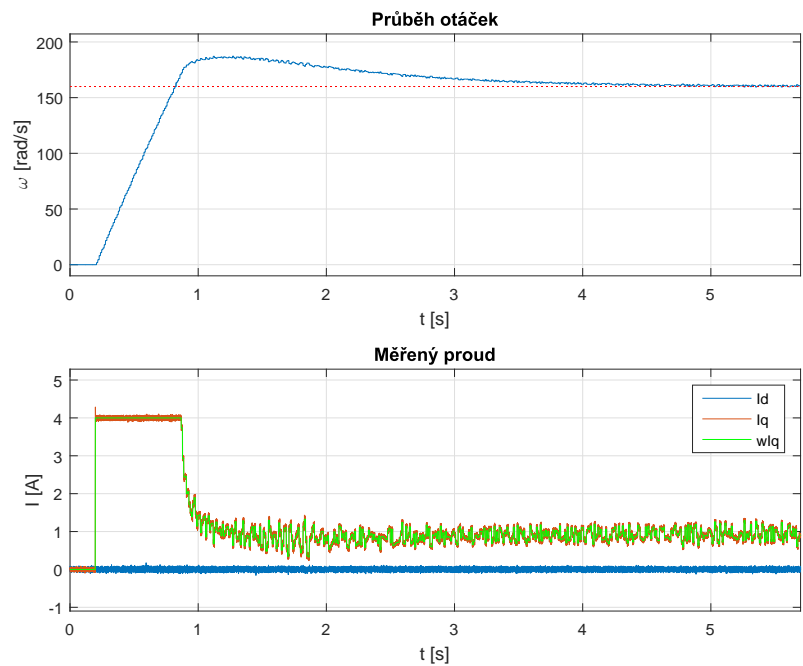 Průběh otáček
200
150
100
50
0
ω [rad/s]
0 1 2 3 4 5
t [s]
Měřený proud
5
4
3
2
1
0
-1
I [A]
Id
Iq
wIq
0 1 2 3 4 5
t [s]